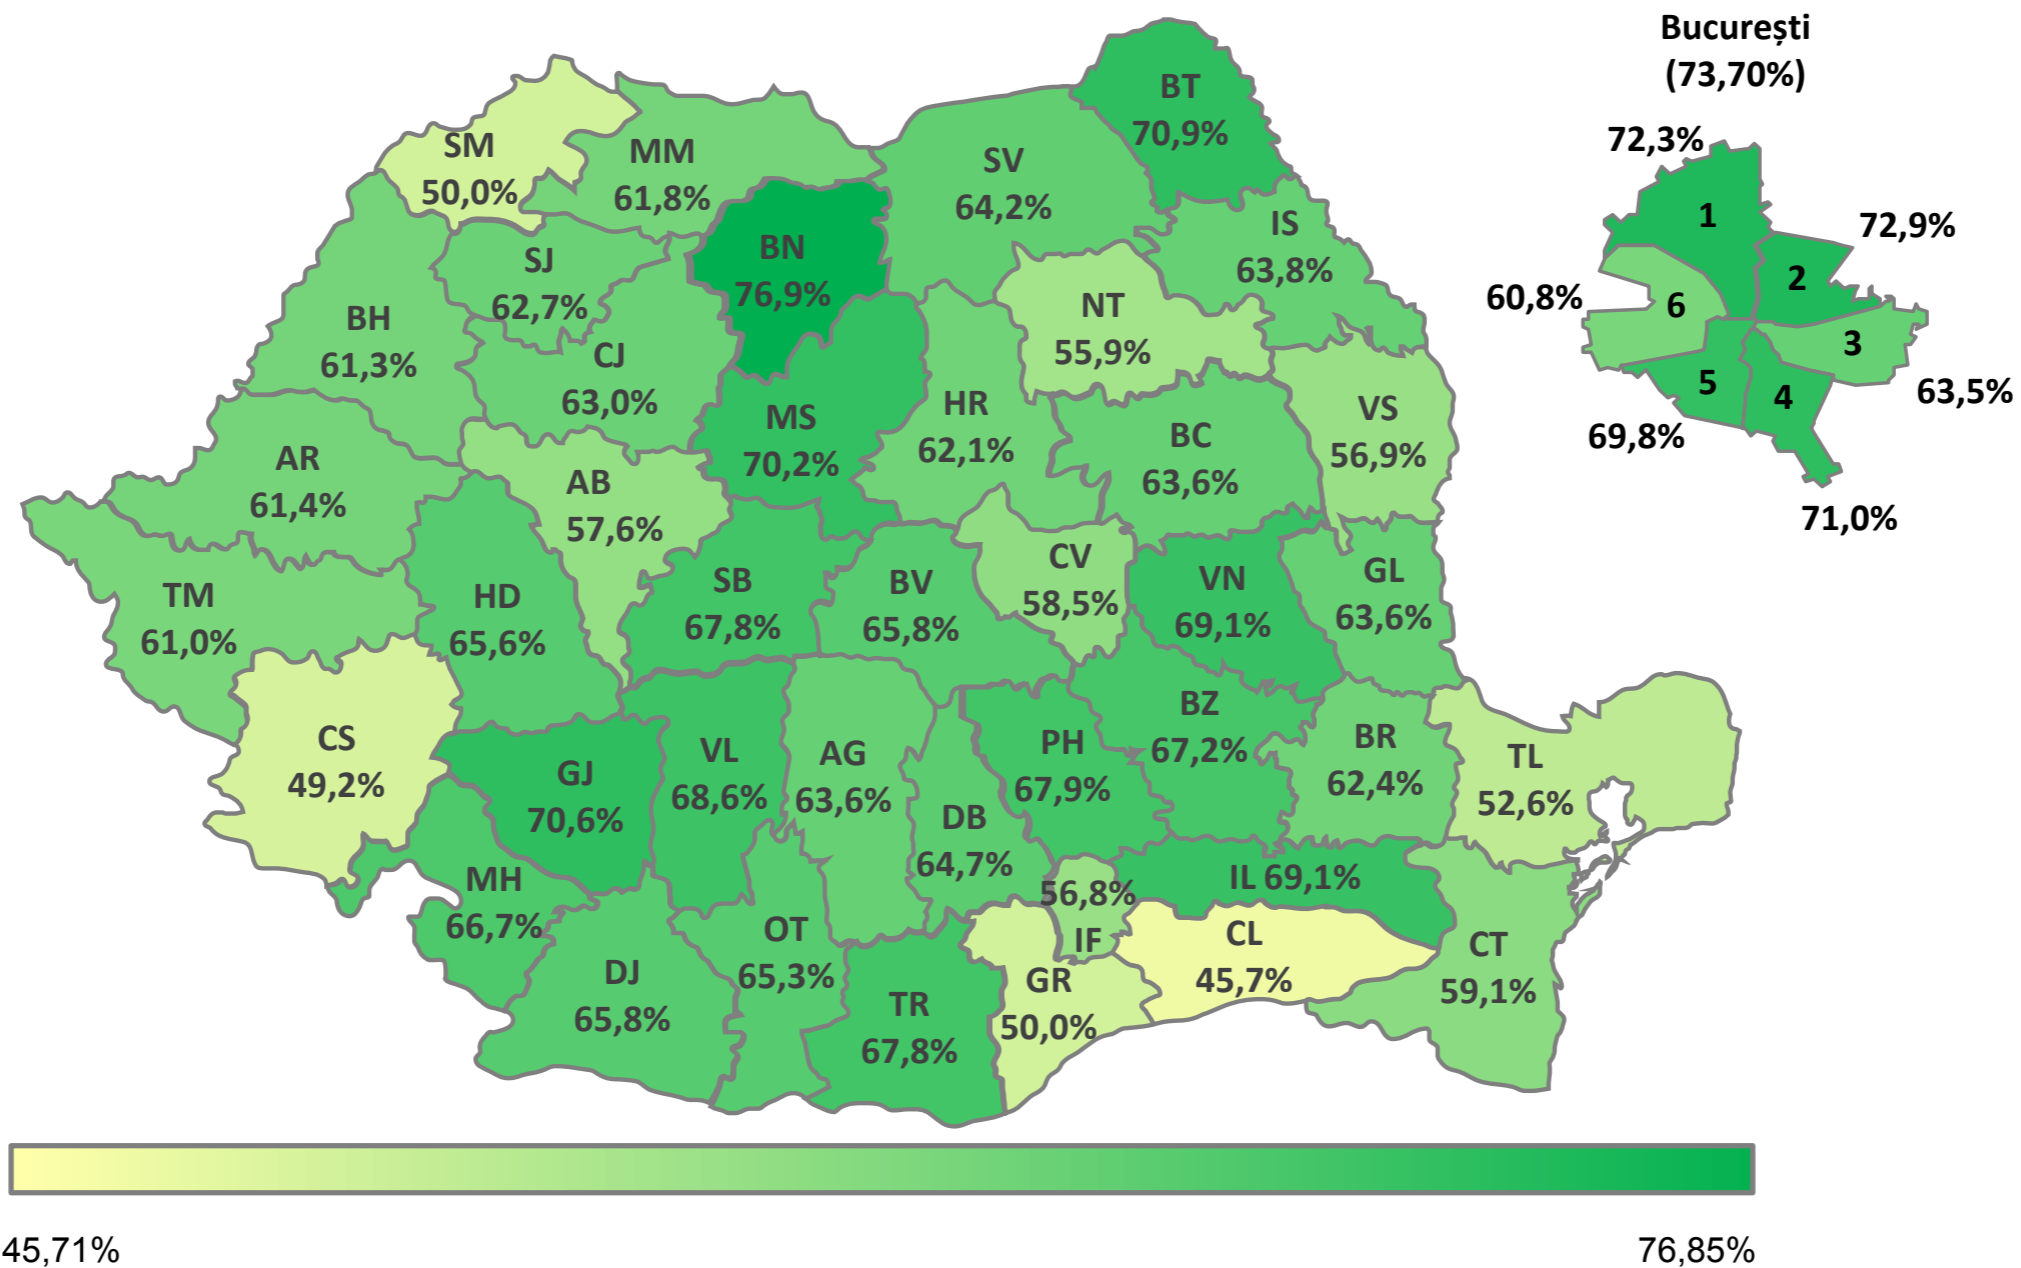 București
(73,70%)
BT
70,9%
72,3%
SM
50,0%
MM
61,8%
SV
64,2%
1
72,9%
IS
63,8%
BN
76,9%
SJ
62,7%
2
60,8%
6
NT
55,9%
BH
61,3%
CJ
63,0%
3
5
4
63,5%
MS
70,2%
HR
62,1%
VS
56,9%
BC
63,6%
69,8%
AR
61,4%
AB
57,6%
71,0%
CV
58,5%
VN
69,1%
GL
63,6%
SB
67,8%
BV
65,8%
TM
61,0%
HD
65,6%
BZ
67,2%
CS
49,2%
VL
68,6%
AG
63,6%
PH
67,9%
BR
62,4%
TL
52,6%
GJ
70,6%
DB
64,7%
MH
66,7%
56,8%
IF
IL 69,1%
CL
45,7%
OT
65,3%
CT
59,1%
DJ
65,8%
GR
50,0%
TR
67,8%
45,71%
76,85%